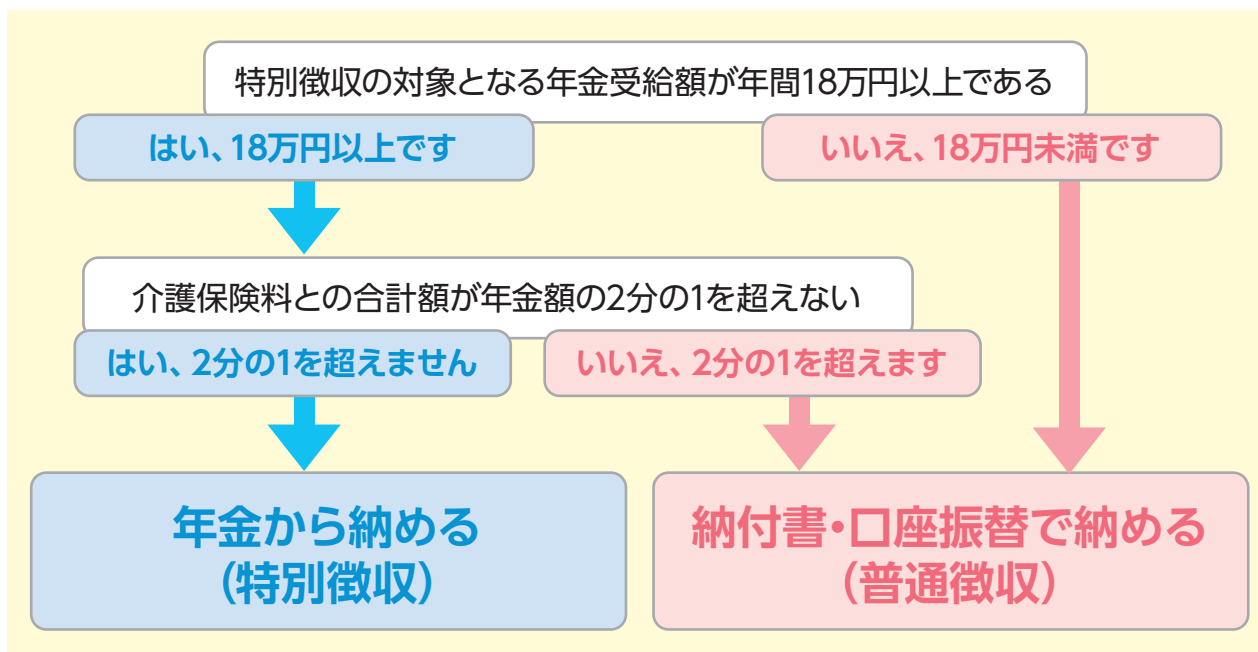 特別徴収の対象となる年金受給額が年間18万円以上である
はい、18万円以上です
いいえ、18万円未満です
介護保険料との合計額が年金額の2分の1を超えない
はい、2分の1を超えません
いいえ、2分の1を超えます
年金から納める
(特別徴収)
納付書・口座振替で納める
(普通徴収)